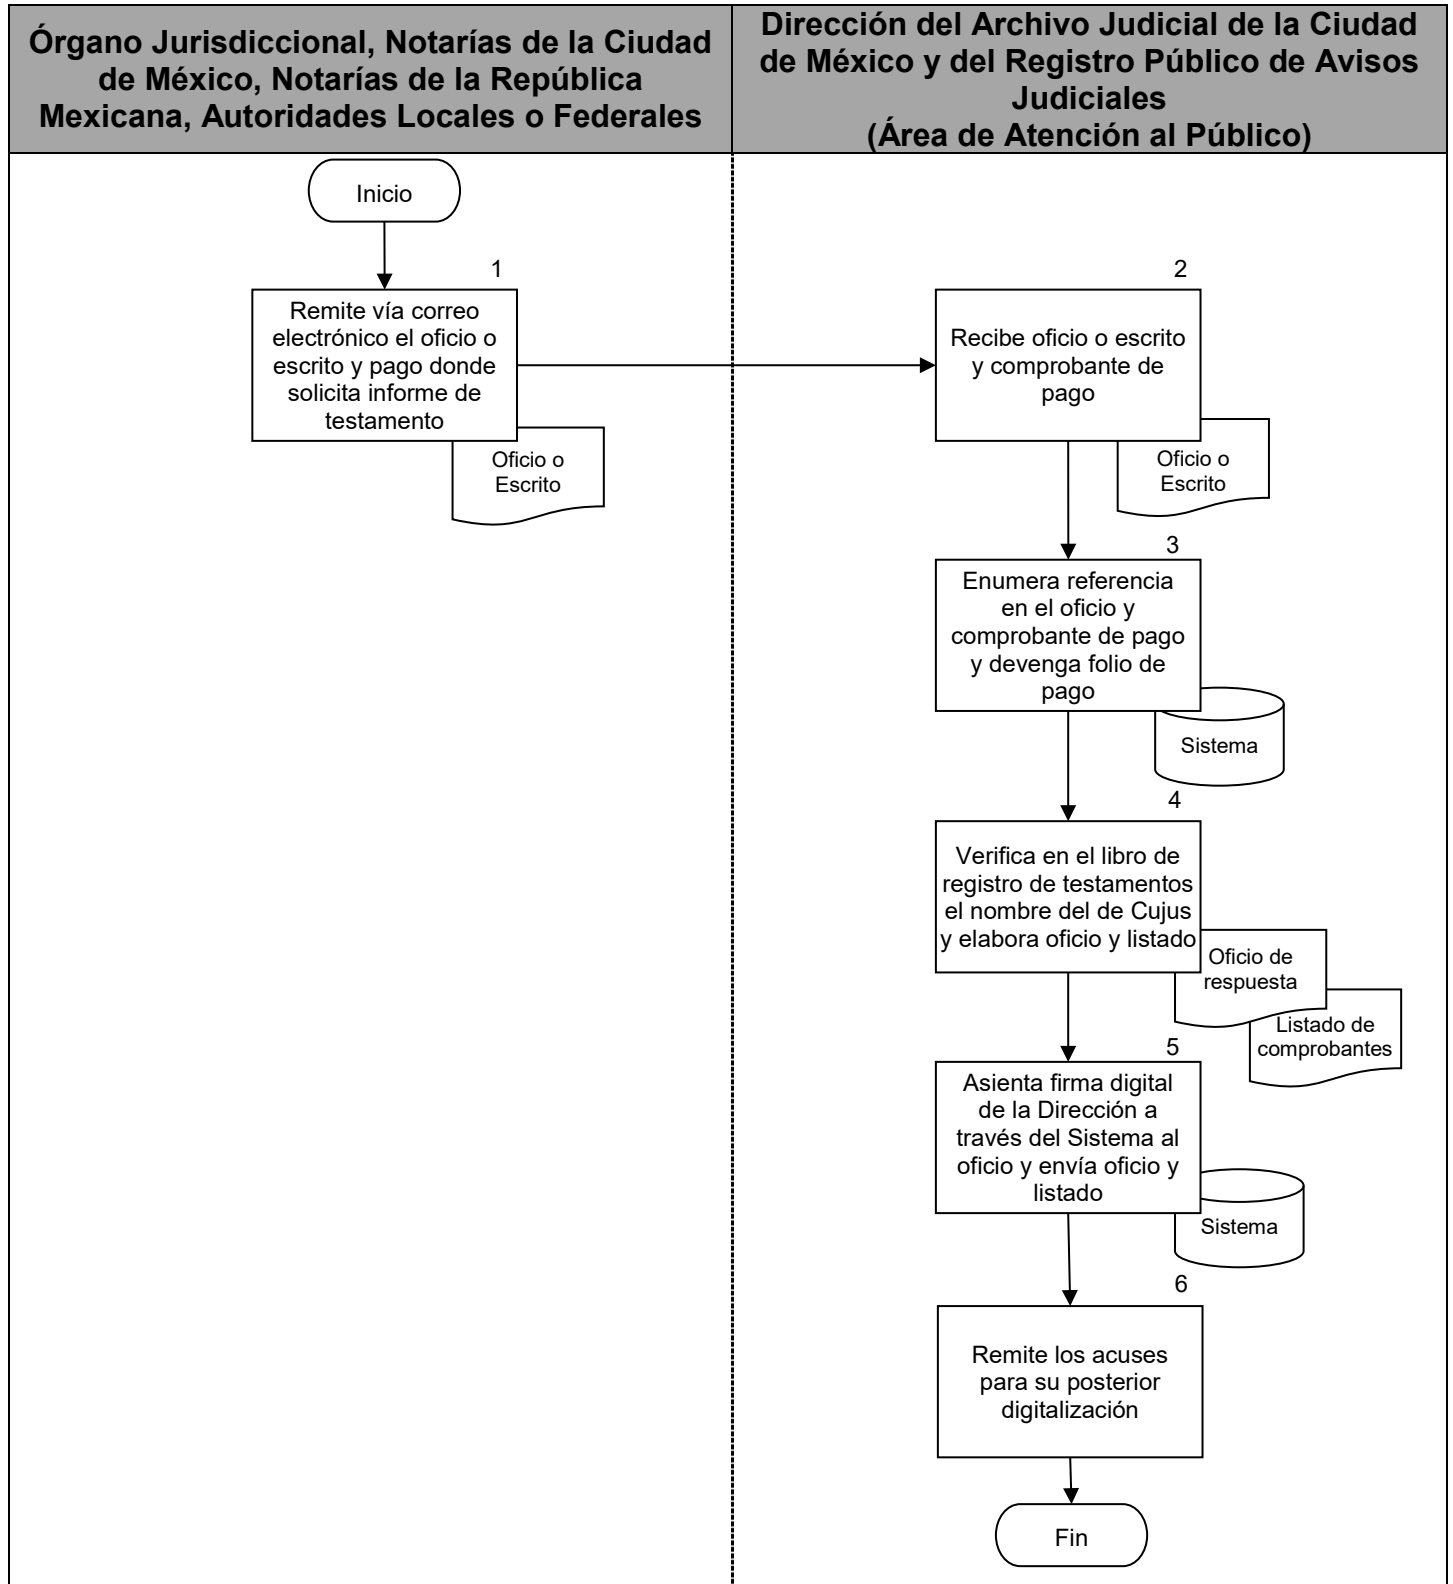 Órgano Jurisdiccional, Notarías de la Ciudad
de México, Notarías de la República
Mexicana, Autoridades Locales o Federales
Dirección del Archivo Judicial de la Ciudad
de México y del Registro Público de Avisos
Judiciales
(Área de Atención al Público)
Inicio
1
Remite vía correo
electrónico el oficio o
escrito y pago donde
solicita informe de
testamento
Oficio o
Escrito
2
Recibe oficio o escrito
y comprobante de
pago
Oficio o
Escrito
3
Enumera referencia
en el oficio y
comprobante de pago
y devenga folio de
pago
Sistema
4
Verifica en el libro de
registro de testamentos
el nombre del de Cujus
y elabora oficio y listado
Oficio de
respuesta
Listado de
comprobantes
5
Asienta firma digital
de la Dirección a
través del Sistema al
oficio y envía oficio y
listado
Sistema
6
Remite los acuses
para su posterior
digitalización
Fin